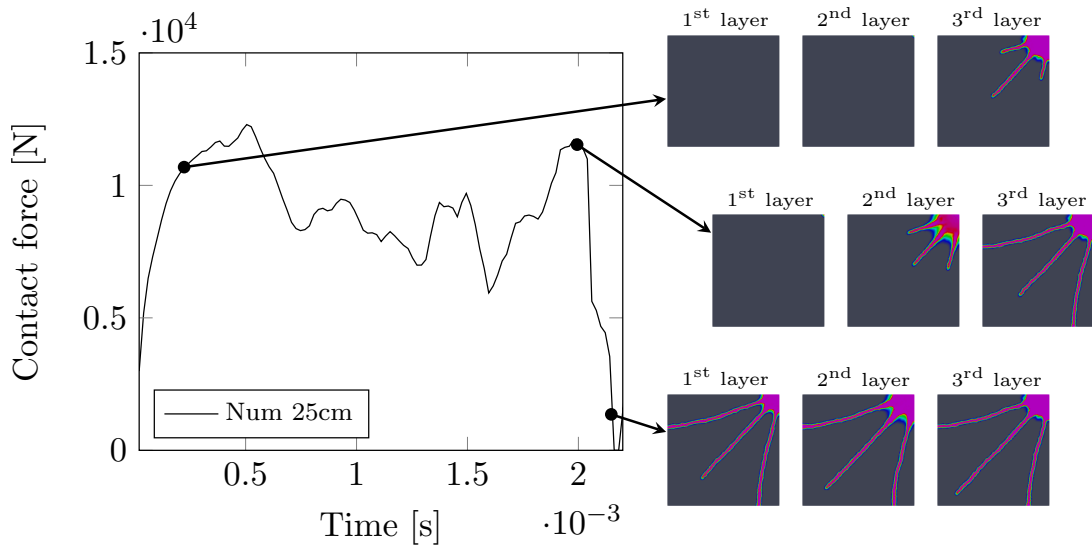 ·10⁴
1.5
1
0.5
0
Contact force [N]
Num 25cm
0.5 1 1.5 2
·10⁻³
Time [s]
1ˢᵗ layer 2ⁿᵈ layer 3ʳᵈ layer
1ˢᵗ layer 2ⁿᵈ layer 3ʳᵈ layer
1ˢᵗ layer 2ⁿᵈ layer 3ʳᵈ layer